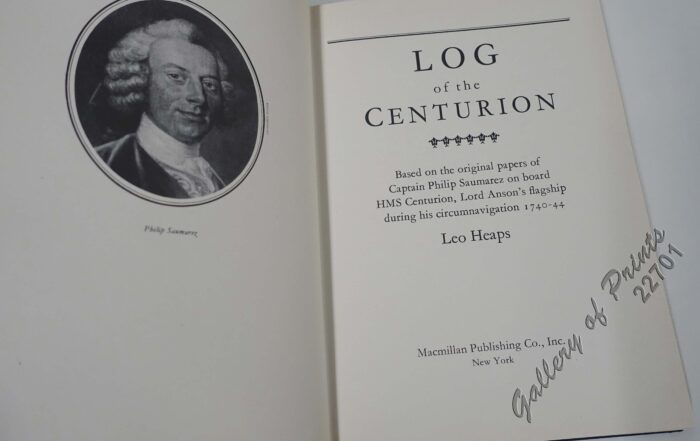 Philip Saumarez
LOG
of the
CENTURION
Based on the original papers of
Captain Philip Saumarez on board
HMS Centurion, Lord Anson's flagship
during his circumnavigation 1740-44
Leo Heaps
Macmillan Publishing Co., Inc.
New York
Gallery of Prints
22701